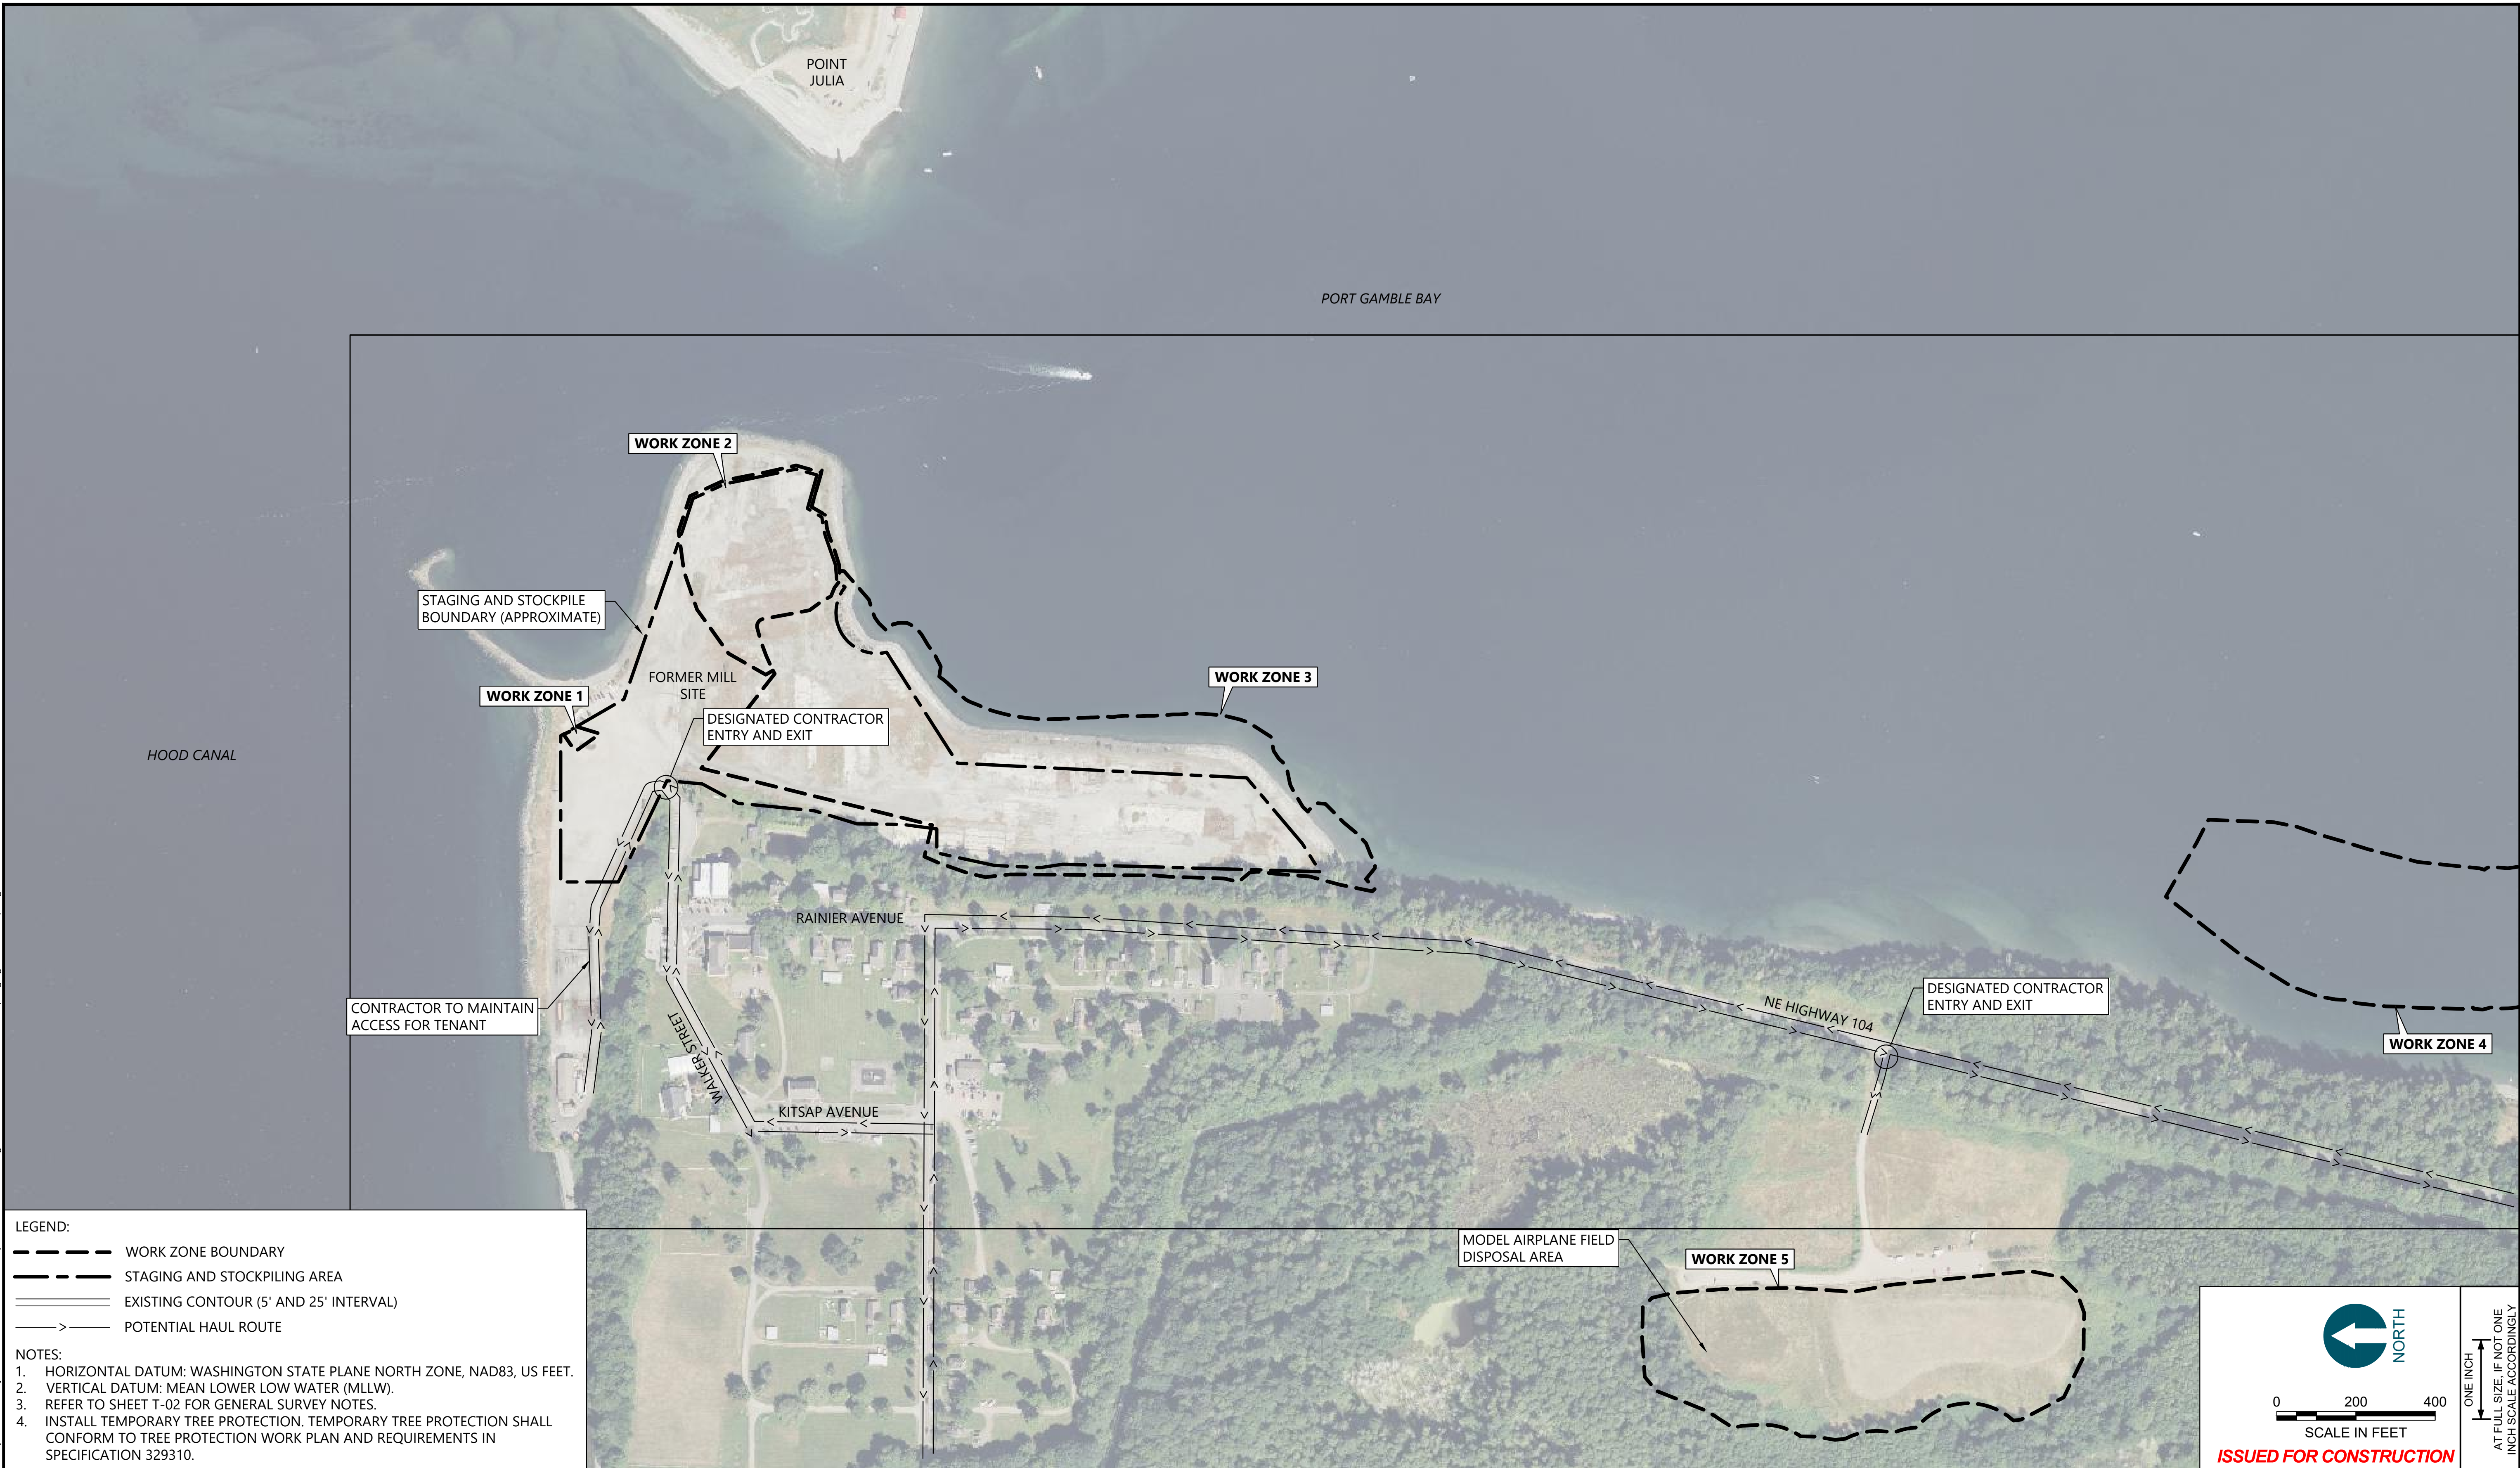 POINT
JULIA
PORT GAMBLE BAY
WORK ZONE 2
STAGING AND STOCKPILE
BOUNDARY (APPROXIMATE)
WORK ZONE 3
FORMER MILL
SITE
WORK ZONE 1
DESIGNATED CONTRACTOR
ENTRY AND EXIT
HOOD CANAL
RAINIER AVENUE
CONTRACTOR TO MAINTAIN
ACCESS FOR TENANT
WALKER STREET
KITSAP AVENUE
NE HIGHWAY 104
DESIGNATED CONTRACTOR
ENTRY AND EXIT
WORK ZONE 4
MODEL AIRPLANE FIELD
DISPOSAL AREA
WORK ZONE 5
LEGEND:
WORK ZONE BOUNDARY
STAGING AND STOCKPILING AREA
EXISTING CONTOUR (5' AND 25' INTERVAL)
POTENTIAL HAUL ROUTE
NOTES:
1. HORIZONTAL DATUM: WASHINGTON STATE PLANE NORTH ZONE, NAD83, US FEET.
2. VERTICAL DATUM: MEAN LOWER LOW WATER (MLLW).
3. REFER TO SHEET T-02 FOR GENERAL SURVEY NOTES.
4. INSTALL TEMPORARY TREE PROTECTION. TEMPORARY TREE PROTECTION SHALL
CONFORM TO TREE PROTECTION WORK PLAN AND REQUIREMENTS IN
SPECIFICATION 329310.
NORTH
0 200 400
SCALE IN FEET
ISSUED FOR CONSTRUCTION
ONE INCH
AT FULL SIZE, IF NOT ONE
INCH SCALE ACCORDINGLY